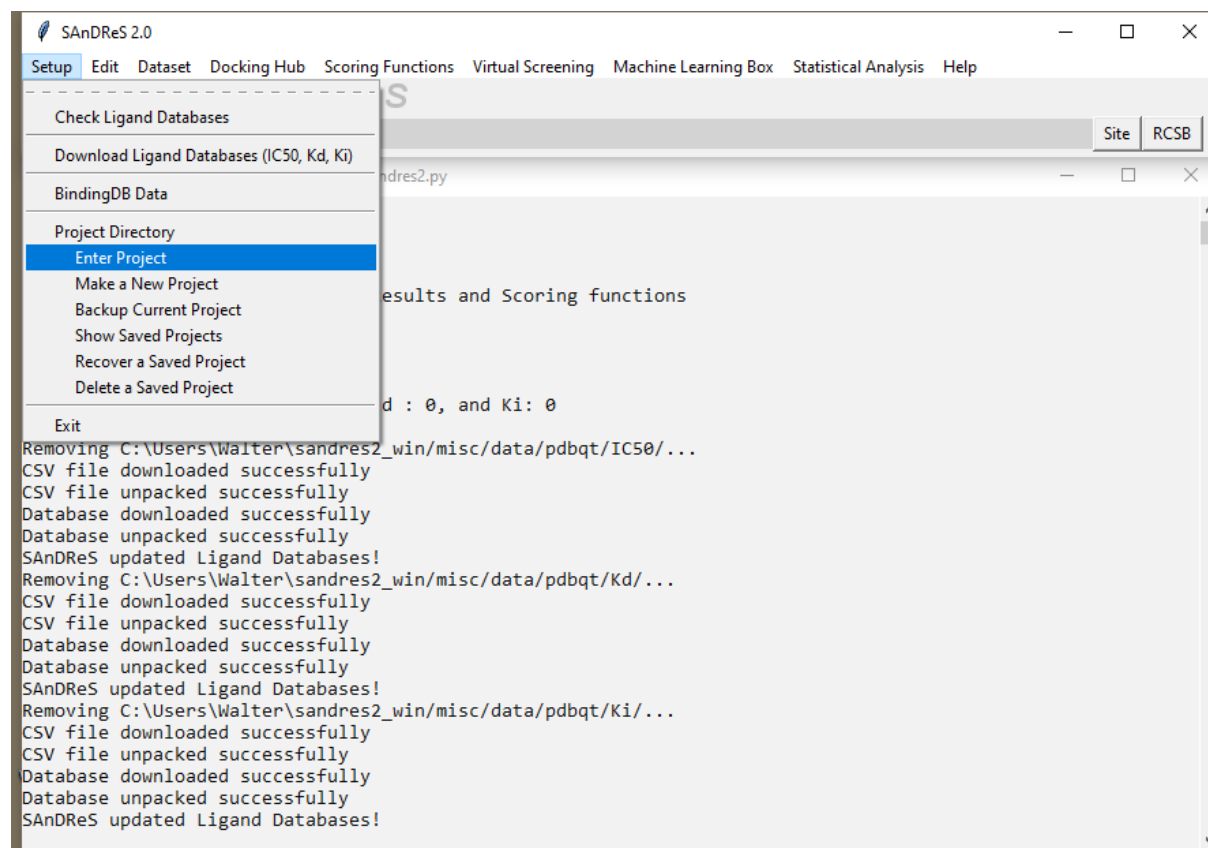 SAnDReS 2.0
Setup Edit Dataset Docking Hub Scoring Functions Virtual Screening Machine Learning Box Statistical Analysis Help
S
Check Ligand Databases
Site RCSB
Download Ligand Databases (IC50, Kd, Ki)
ndres2.py
BindingDB Data
Project Directory
Enter Project
Make a New Project
esults and Scoring functions
Backup Current Project
Show Saved Projects
Recover a Saved Project
Delete a Saved Project
d : 0, and Ki: 0
Exit
Removing C:\Users\Walter\sandres2_win/misc/data/pdbqt/IC50/...
CSV file downloaded successfully
CSV file unpacked successfully
Database downloaded successfully
Database unpacked successfully
SAnDReS updated Ligand Databases!
Removing C:\Users\Walter\sandres2_win/misc/data/pdbqt/Kd/...
CSV file downloaded successfully
CSV file unpacked successfully
Database downloaded successfully
Database unpacked successfully
SAnDReS updated Ligand Databases!
Removing C:\Users\Walter\sandres2_win/misc/data/pdbqt/Ki/...
CSV file downloaded successfully
CSV file unpacked successfully
Database downloaded successfully
Database unpacked successfully
SAnDReS updated Ligand Databases!